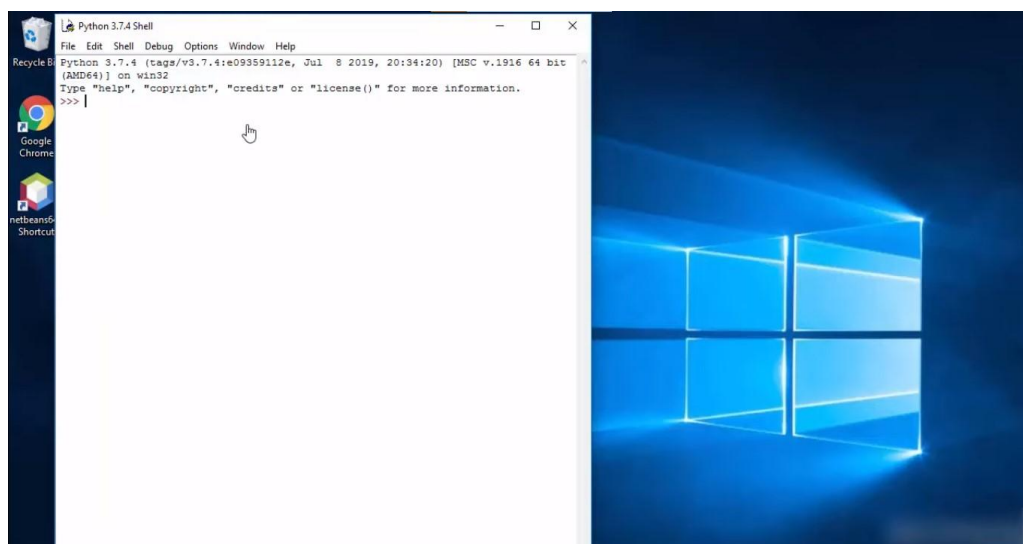 Python 3.7.4 Shell
File Edit Shell Debug Options Window Help
Python 3.7.4 (tags/v3.7.4:e09359112e, Jul  8 2019, 20:34:20) [MSC v.1916 64 bit
(AMD64)] on win32
Type "help", "copyright", "credits" or "license()" for more information.
>>>
Recycle Bi
Google
Chrome
netbeans6
Shortcut